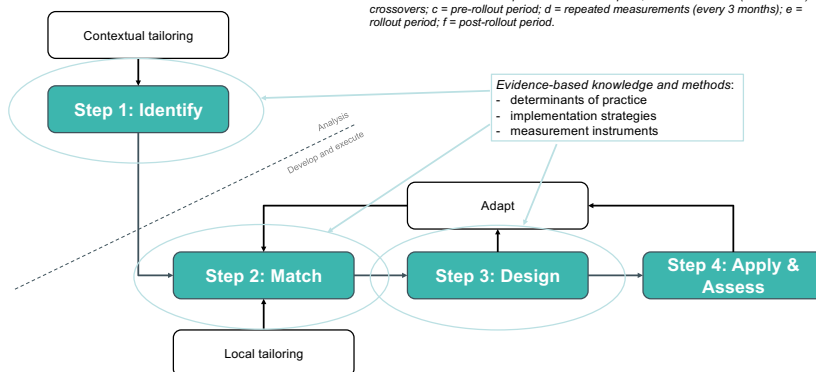 crossovers; c = pre-rollout period; d = repeated measurements (every 3 months); e =
rollout period; f = post-rollout period.
Contextual tailoring
Step 1: Identify
Evidence-based knowledge and methods:
- determinants of practice
- implementation strategies
- measurement instruments
Analysis
Develop and execute
Adapt
Step 2: Match
Step 3: Design
Step 4: Apply &
Assess
Local tailoring